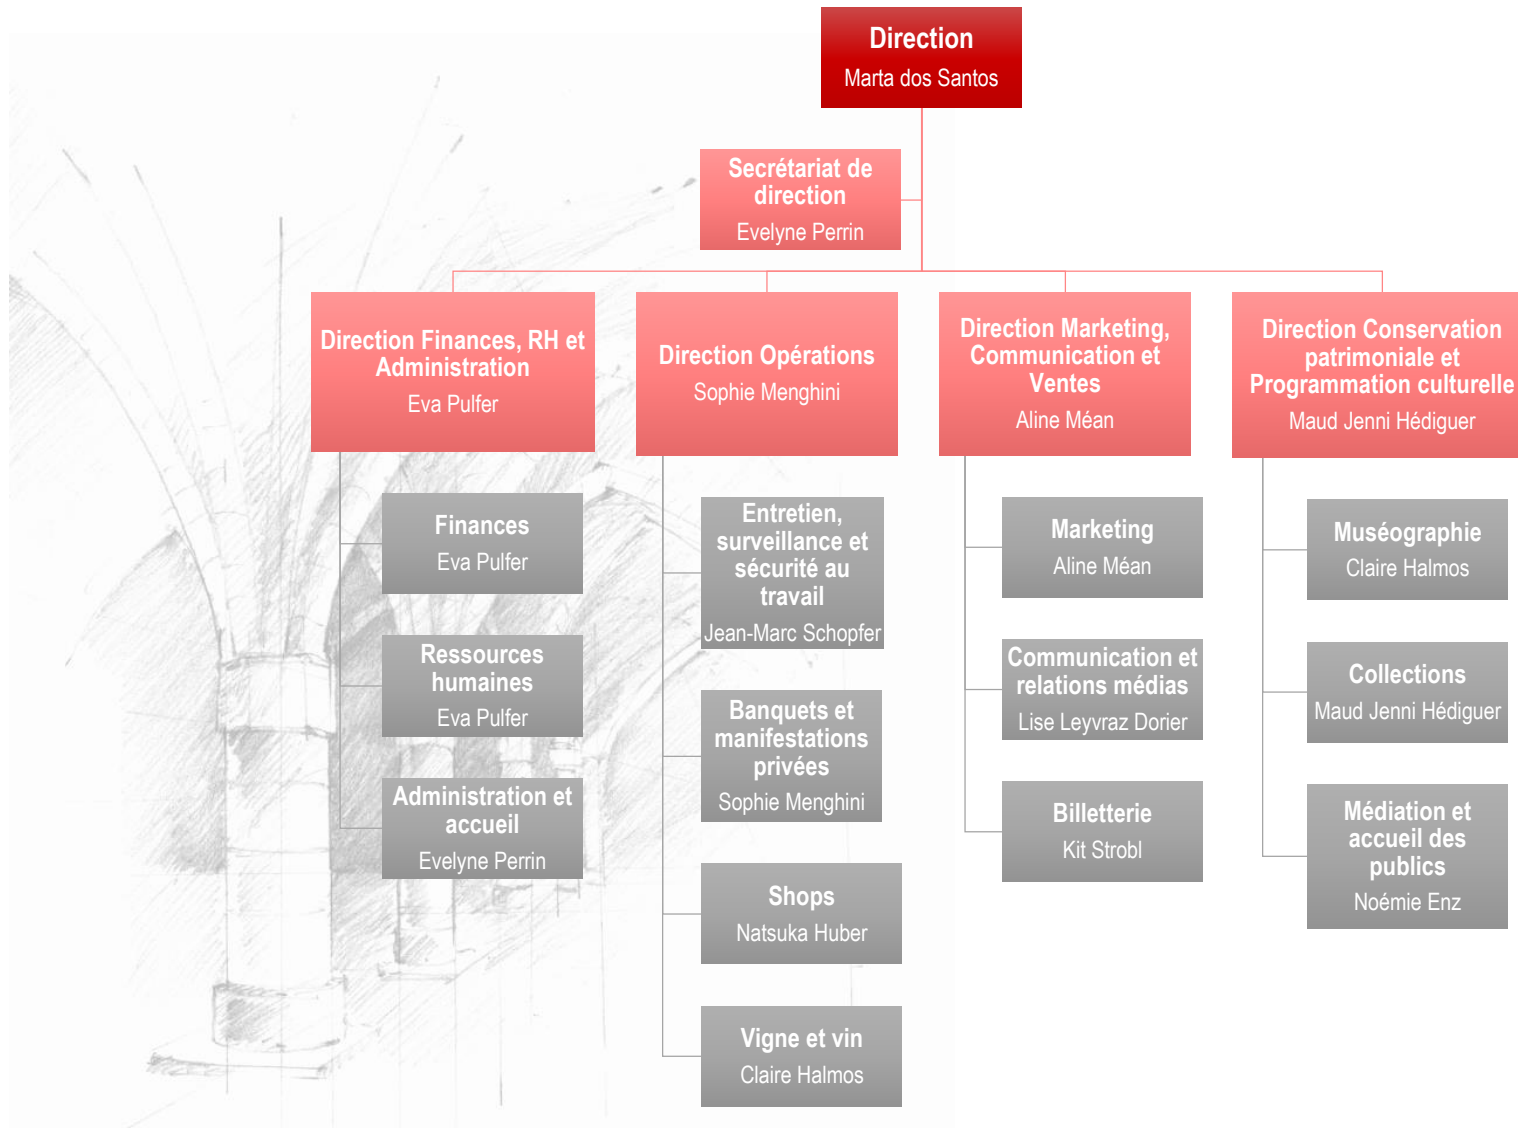 Direction
Marta dos Santos
Secrétariat de
direction
Evelyne Perrin
Direction Finances, RH et
Administration
Eva Pulfer
Direction Opérations
Sophie Menghini
Direction Marketing,
Communication et
Ventes
Aline Méan
Direction Conservation
patrimoniale et
Programmation culturelle
Maud Jenni Hédiguer
Finances
Eva Pulfer
Ressources
humaines
Eva Pulfer
Administration et
accueil
Evelyne Perrin
Entretien,
surveillance et
sécurité au
travail
Jean-Marc Schopfer
Banquets et
manifestations
privées
Sophie Menghini
Shops
Natsuka Huber
Vigne et vin
Claire Halmos
Marketing
Aline Méan
Communication et
relations médias
Lise Leyvraz Dorier
Billetterie
Kit Strobl
Muséographie
Claire Halmos
Collections
Maud Jenni Hédiguer
Médiation et
accueil des
publics
Noémie Enz